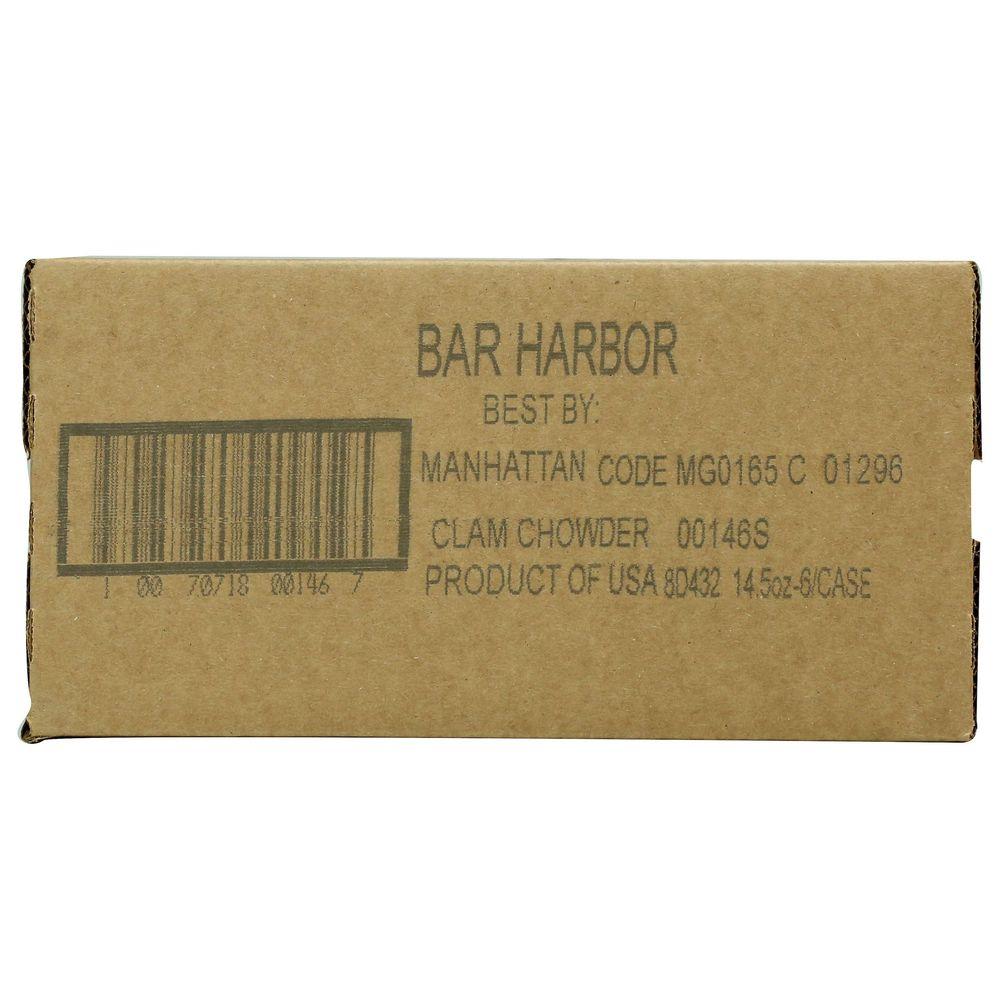 BAR HARBOR
BEST BY:
MANHATTAN CODE MG0165 C 01296
CLAM CHOWDER 00146S
PRODUCT OF USA 8D432 14.5oz-6/CASE
1 00 70718 00146 7